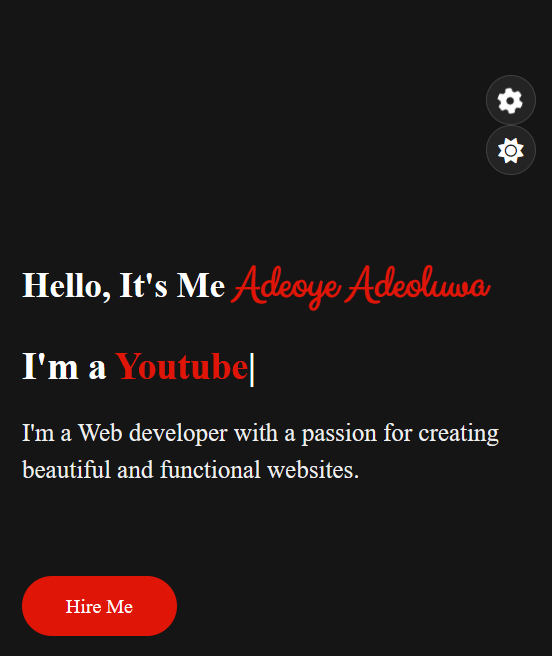 Hello, It's Me Adeoye Adeoluwa
I'm a Youtube|
I'm a Web developer with a passion for creating
beautiful and functional websites.
Hire Me